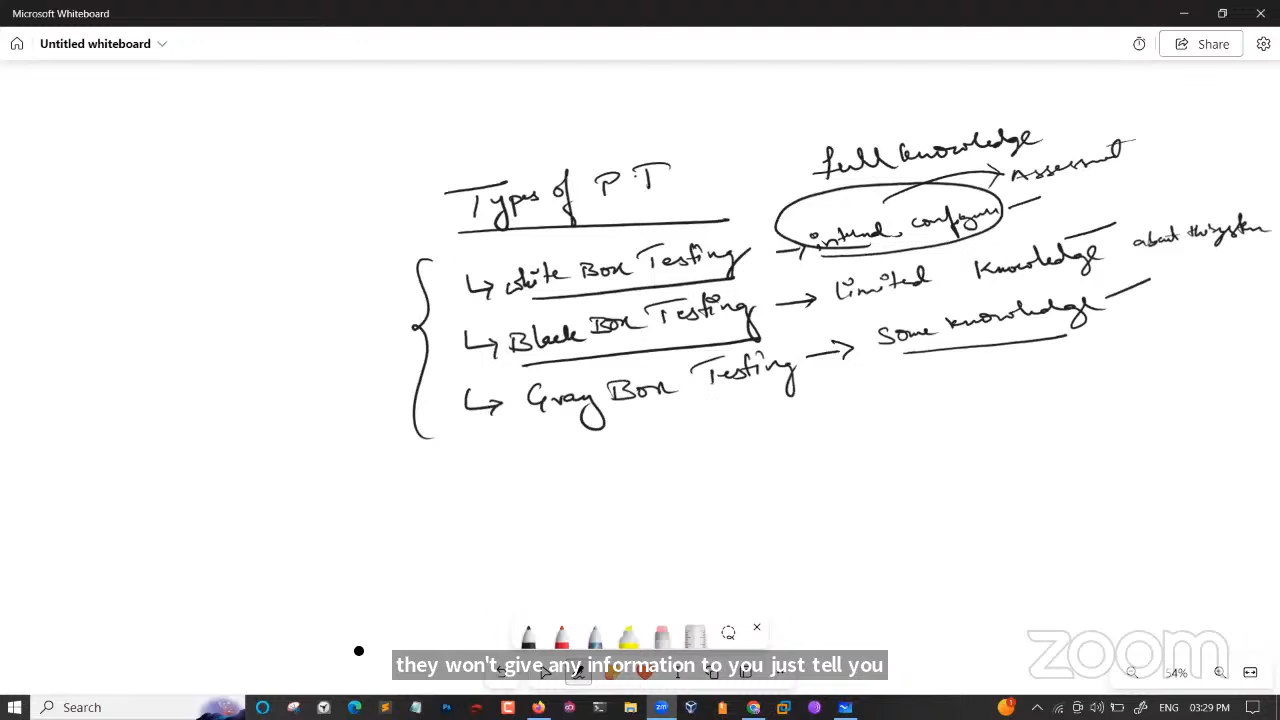 Microsoft Whiteboard
Untitled whiteboard
Share
full knowledge
Types of P.T
Assessment
↳ white Box Testing → internal configur
↳ Black Box Testing → limited knowledge about the system
↳ Gray Box Testing → Some knowledge
zoom
they won't give any information to you just tell you
54%
Search
ENG
03:29 PM